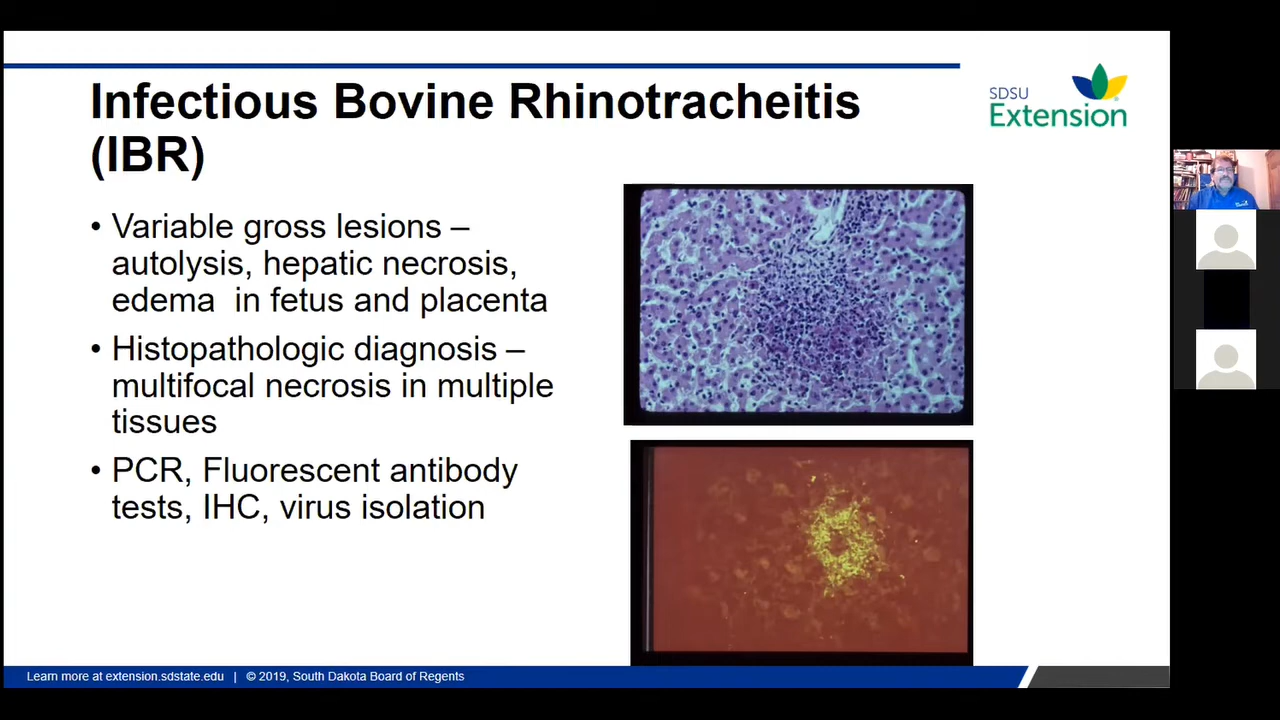 Infectious Bovine Rhinotracheitis
(IBR)
SDSU
Extension
• Variable gross lesions –
autolysis, hepatic necrosis,
edema  in fetus and placenta
• Histopathologic diagnosis –
multifocal necrosis in multiple
tissues
• PCR, Fluorescent antibody
tests, IHC, virus isolation
Learn more at extension.sdstate.edu | © 2019, South Dakota Board of Regents